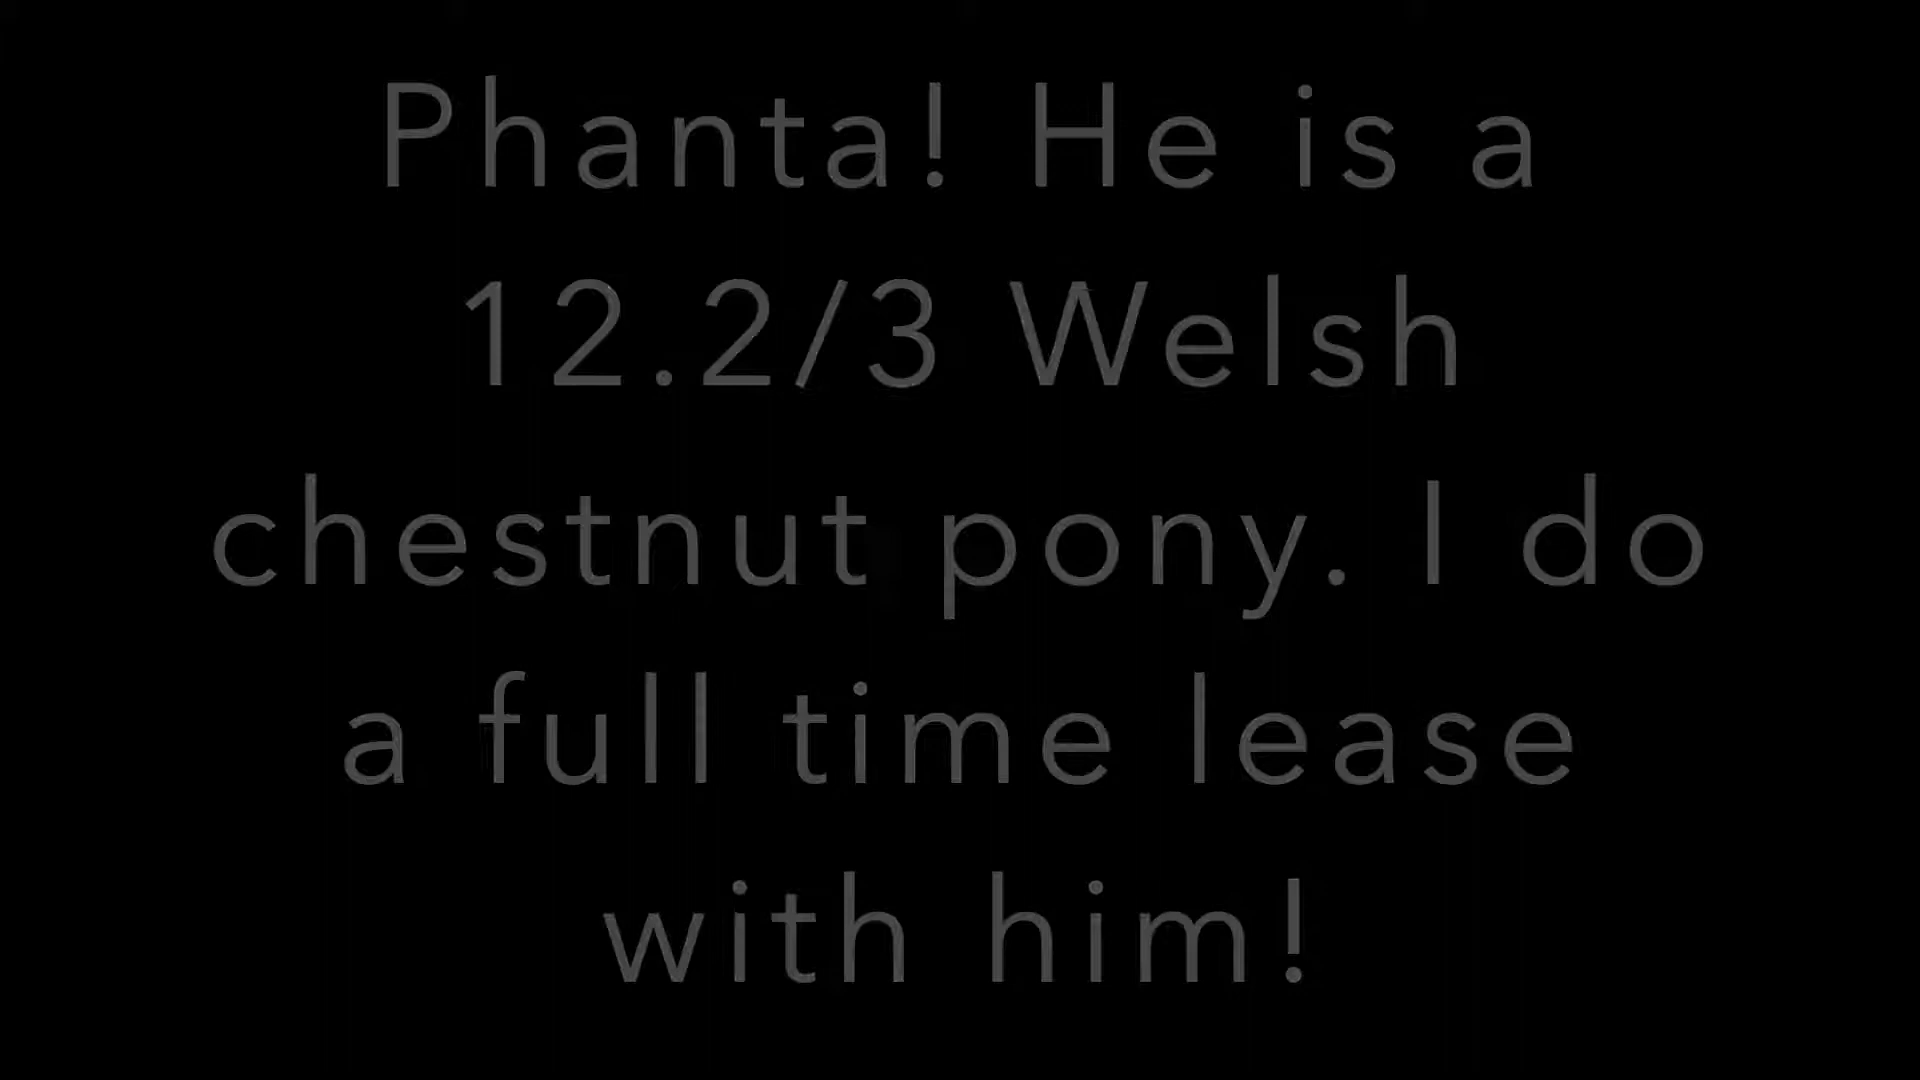 Phanta! He is a
12.2/3 Welsh
chestnut pony. I do
a full time lease
with him!